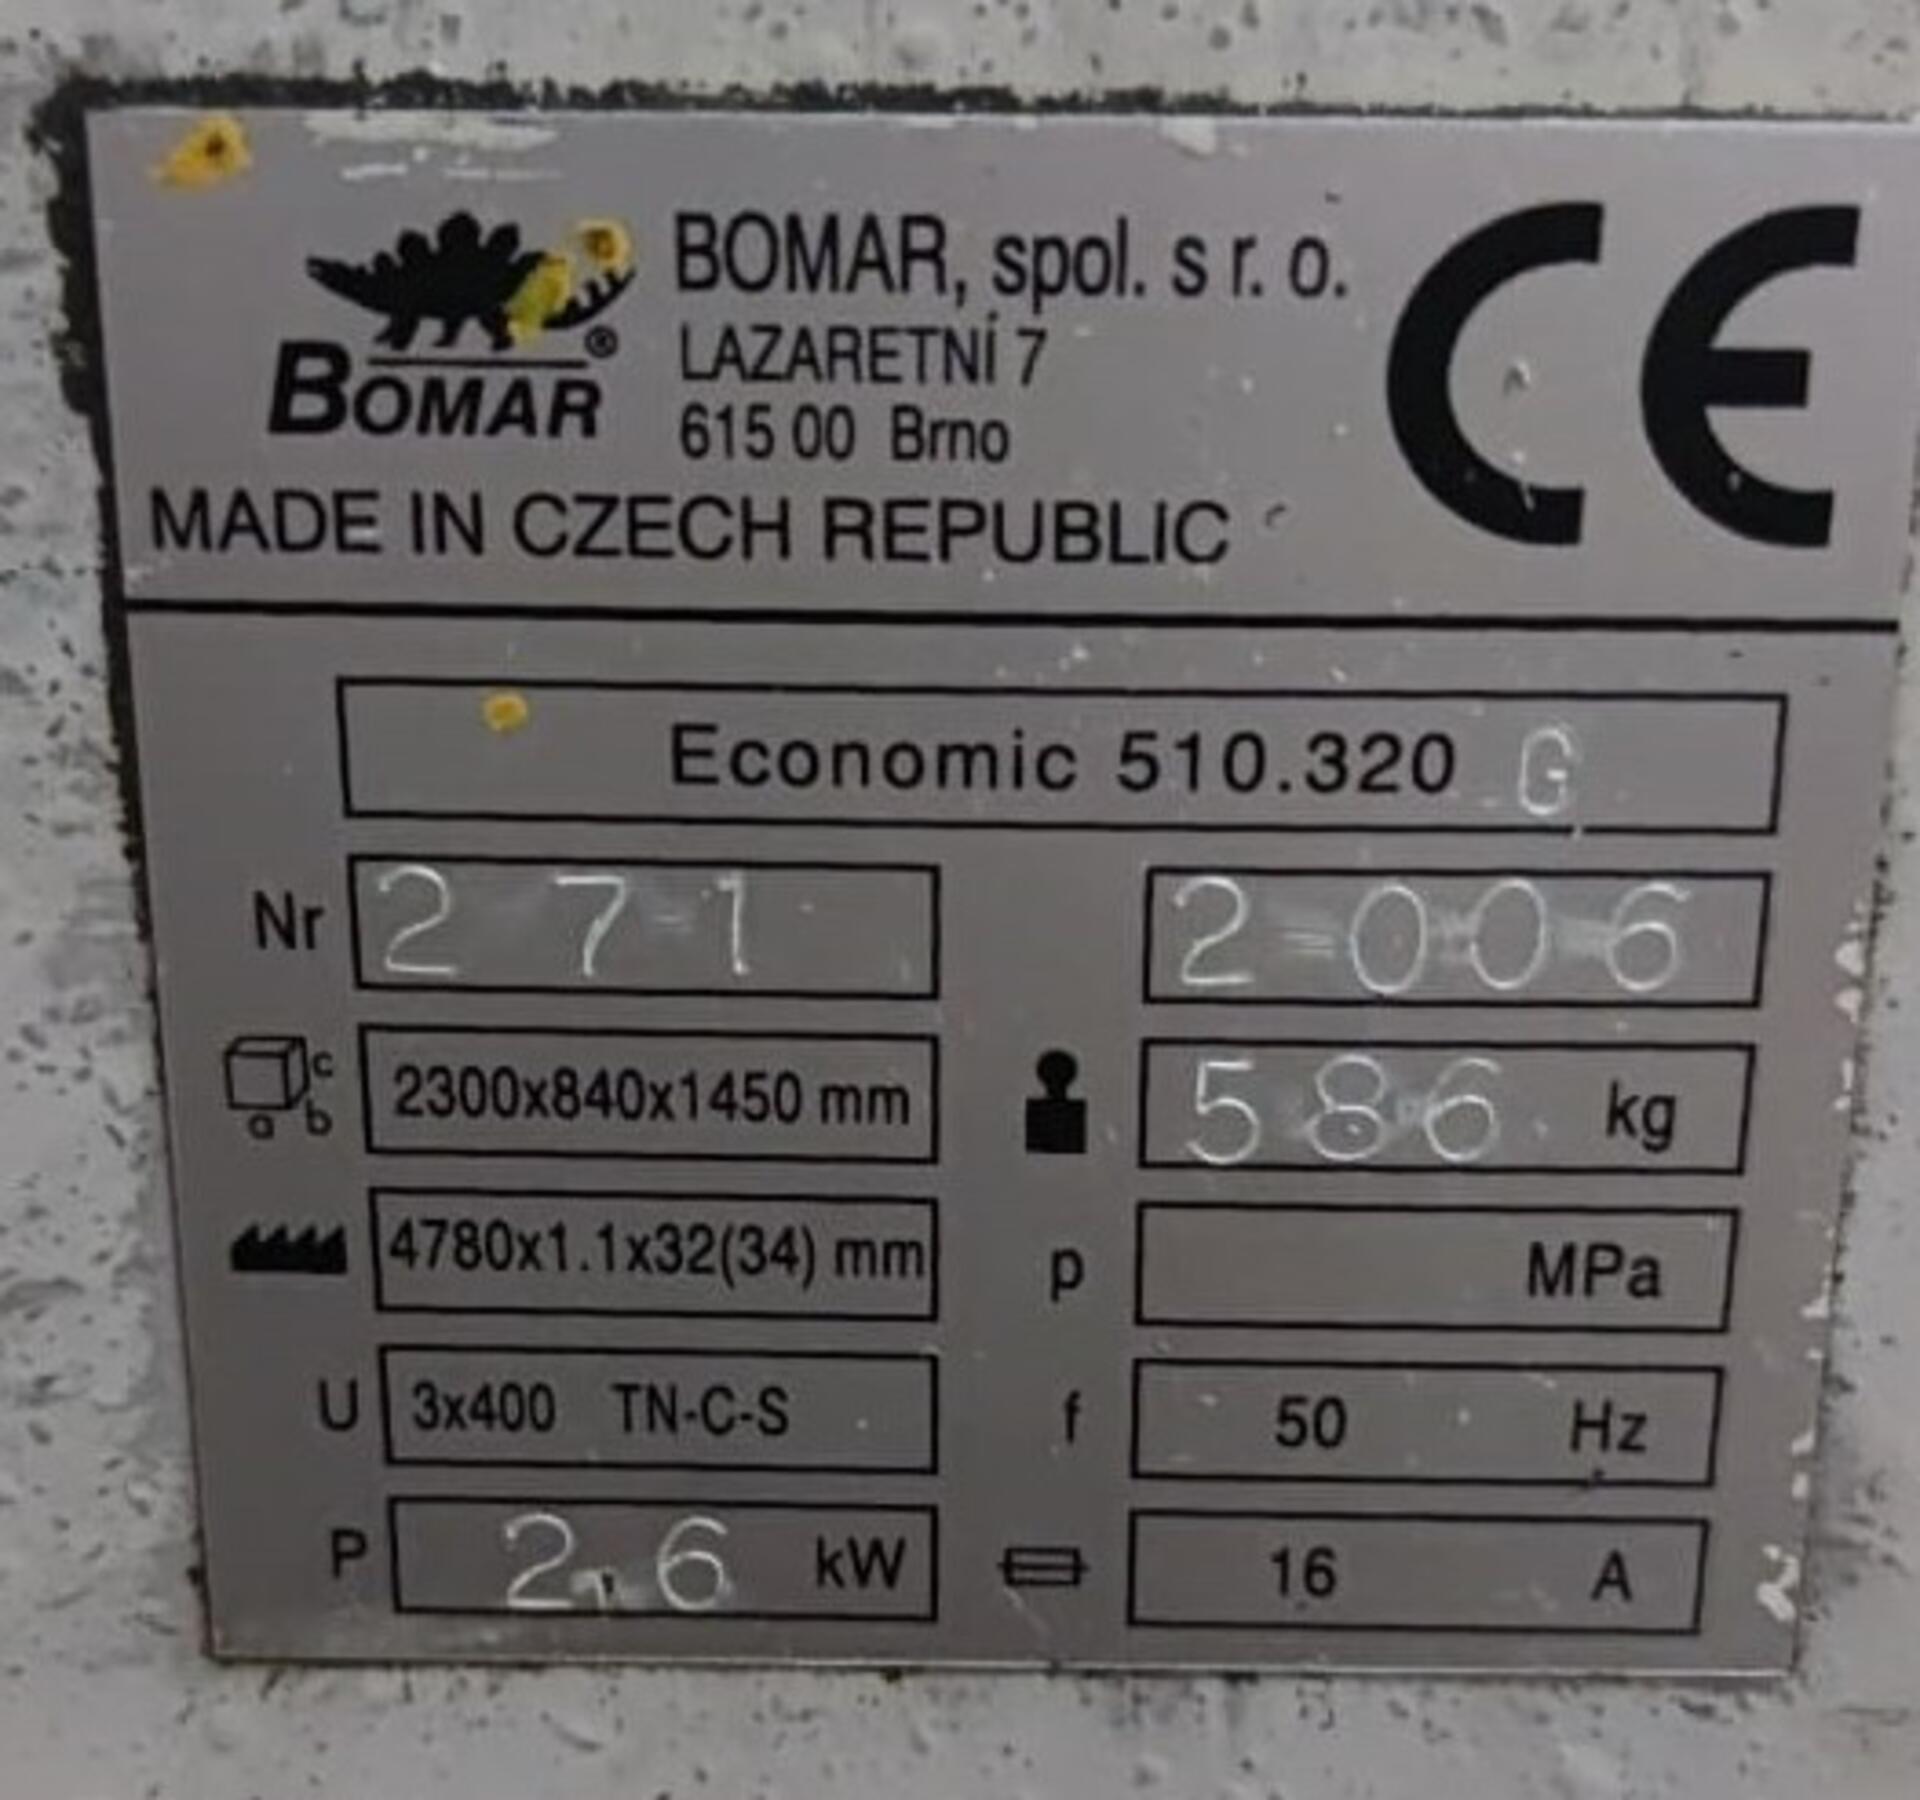 BOMAR, spol. s r. o.
LAZARETNÍ 7
BOMAR®
615 00 Brno
CE
MADE IN CZECH REPUBLIC
Economic 510.320 G
Nr 271 2006
c
a b
2300x840x1450 mm 586 kg
4780x1.1x32(34) mm p MPa
U 3x400 TN-C-S f 50 Hz
P 2.6 kW 16 A